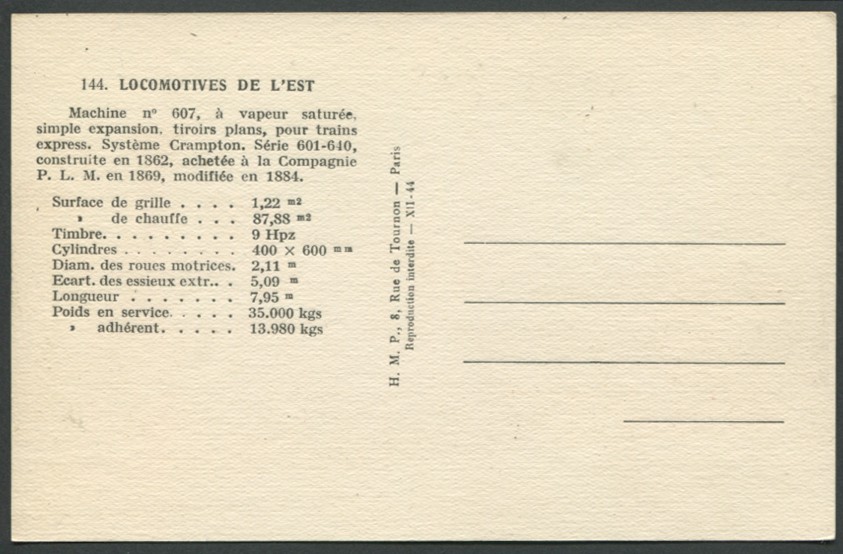 144. LOCOMOTIVES DE L'EST
Machine n° 607, à vapeur saturée,
simple expansion, tiroirs plans, pour trains
express. Système Crampton. Série 601-640,
construite en 1862, achetée à la Compagnie
P. L. M. en 1869, modifiée en 1884.
Surface de grille . . . . 1,22 m2
» de chauffe . . . 87,88 m2
Timbre. . . . . . . . . 9 Hpz
Cylindres . . . . . . . . 400 × 600 mm
Diam. des roues motrices. 2,11 m
Ecart. des essieux extr.. . 5,09 m
Longueur . . . . . . . 7,95 m
Poids en service. . . . . 35.000 kgs
» adhérent. . . . . 13.980 kgs
H. M. P., 8, Rue de Tournon — Paris
Reproduction interdite — XII-44